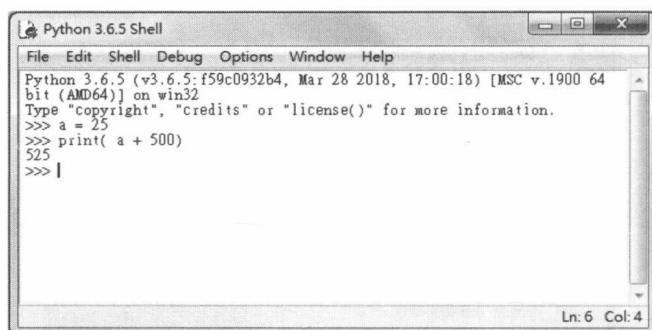 Python 3.6.5 Shell
File Edit Shell Debug Options Window Help
Python 3.6.5 (v3.6.5:f59c0932b4, Mar 28 2018, 17:00:18) [MSC v.1900 64
bit (AMD64)] on win32
Type "copyright", "credits" or "license()" for more information.
>>> a = 25
>>> print( a + 500)
525
>>>
Ln: 6 Col: 4